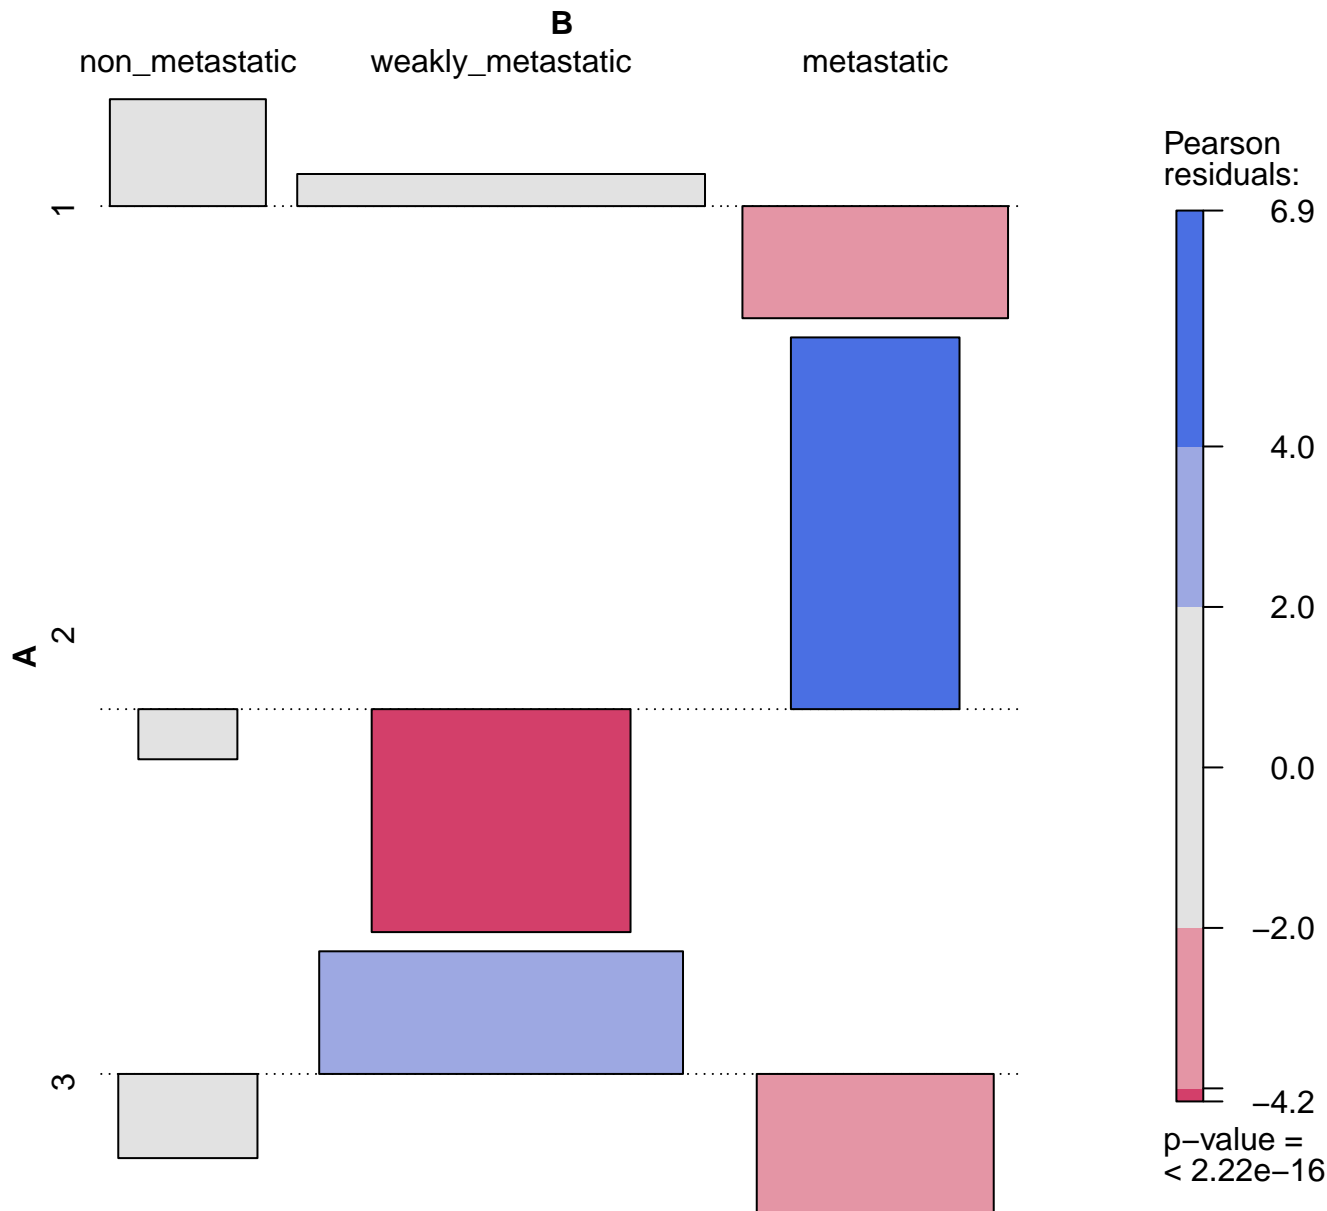 B
non_metastatic weakly_metastatic metastatic
Pearson
residuals:
1
6.9
4.0
2.0
2
A
0.0
−2.0
3
−4.2
p−value =
< 2.22e−16